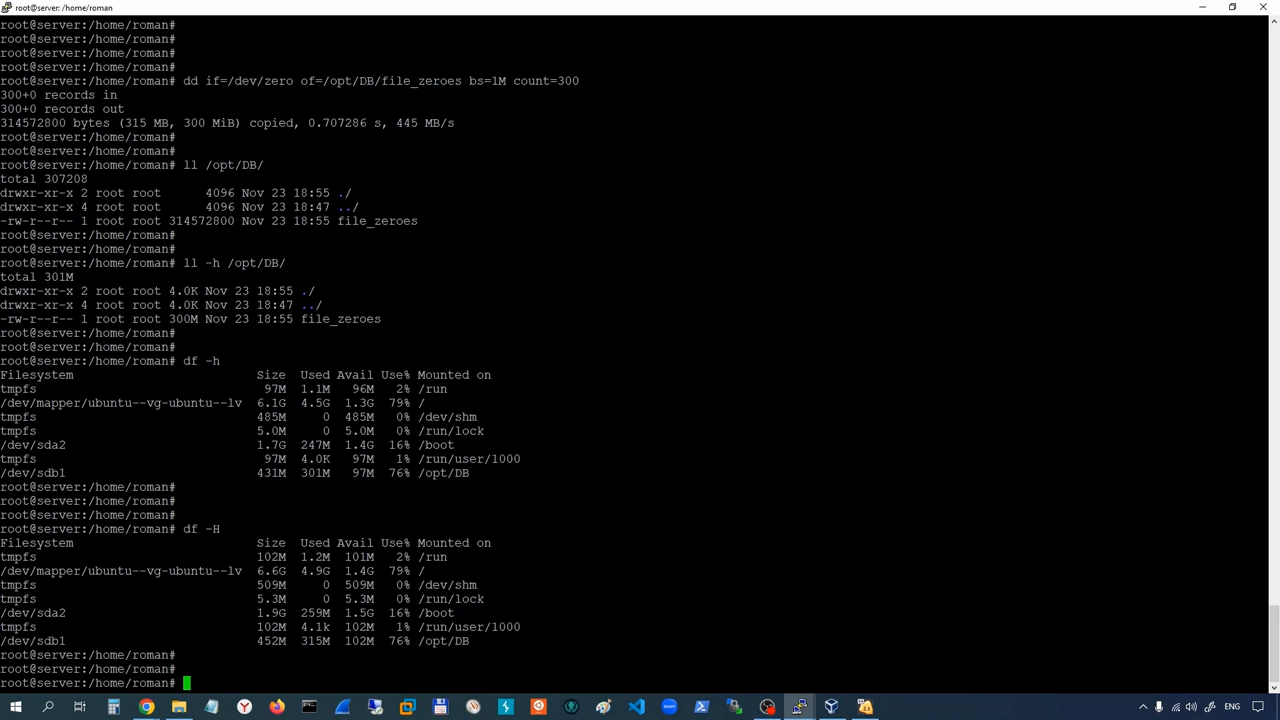 root@server: /home/roman
root@server:/home/roman#
root@server:/home/roman#
root@server:/home/roman#
root@server:/home/roman#
root@server:/home/roman# dd if=/dev/zero of=/opt/DB/file_zeroes bs=1M count=300
300+0 records in
300+0 records out
314572800 bytes (315 MB, 300 MiB) copied, 0.707286 s, 445 MB/s
root@server:/home/roman#
root@server:/home/roman#
root@server:/home/roman# ll /opt/DB/
total 307208
drwxr-xr-x 2 root root      4096 Nov 23 18:55 ./
drwxr-xr-x 4 root root      4096 Nov 23 18:47 ../
-rw-r--r-- 1 root root 314572800 Nov 23 18:55 file_zeroes
root@server:/home/roman#
root@server:/home/roman#
root@server:/home/roman# ll -h /opt/DB/
total 301M
drwxr-xr-x 2 root root 4.0K Nov 23 18:55 ./
drwxr-xr-x 4 root root 4.0K Nov 23 18:47 ../
-rw-r--r-- 1 root root 300M Nov 23 18:55 file_zeroes
root@server:/home/roman#
root@server:/home/roman#
root@server:/home/roman# df -h
Filesystem                         Size  Used Avail Use% Mounted on
tmpfs                               97M  1.1M   96M   2% /run
/dev/mapper/ubuntu--vg-ubuntu--lv  6.1G  4.5G  1.3G  79% /
tmpfs                              485M     0  485M   0% /dev/shm
tmpfs                              5.0M     0  5.0M   0% /run/lock
/dev/sda2                          1.7G  247M  1.4G  16% /boot
tmpfs                               97M  4.0K   97M   1% /run/user/1000
/dev/sdb1                          431M  301M   97M  76% /opt/DB
root@server:/home/roman#
root@server:/home/roman#
root@server:/home/roman#
root@server:/home/roman# df -H
Filesystem                         Size  Used Avail Use% Mounted on
tmpfs                              102M  1.2M  101M   2% /run
/dev/mapper/ubuntu--vg-ubuntu--lv  6.6G  4.9G  1.4G  79% /
tmpfs                              509M     0  509M   0% /dev/shm
tmpfs                              5.3M     0  5.3M   0% /run/lock
/dev/sda2                          1.9G  259M  1.5G  16% /boot
tmpfs                              102M  4.1k  102M   1% /run/user/1000
/dev/sdb1                          452M  315M  102M  76% /opt/DB
root@server:/home/roman#
root@server:/home/roman#
root@server:/home/roman#
ENG